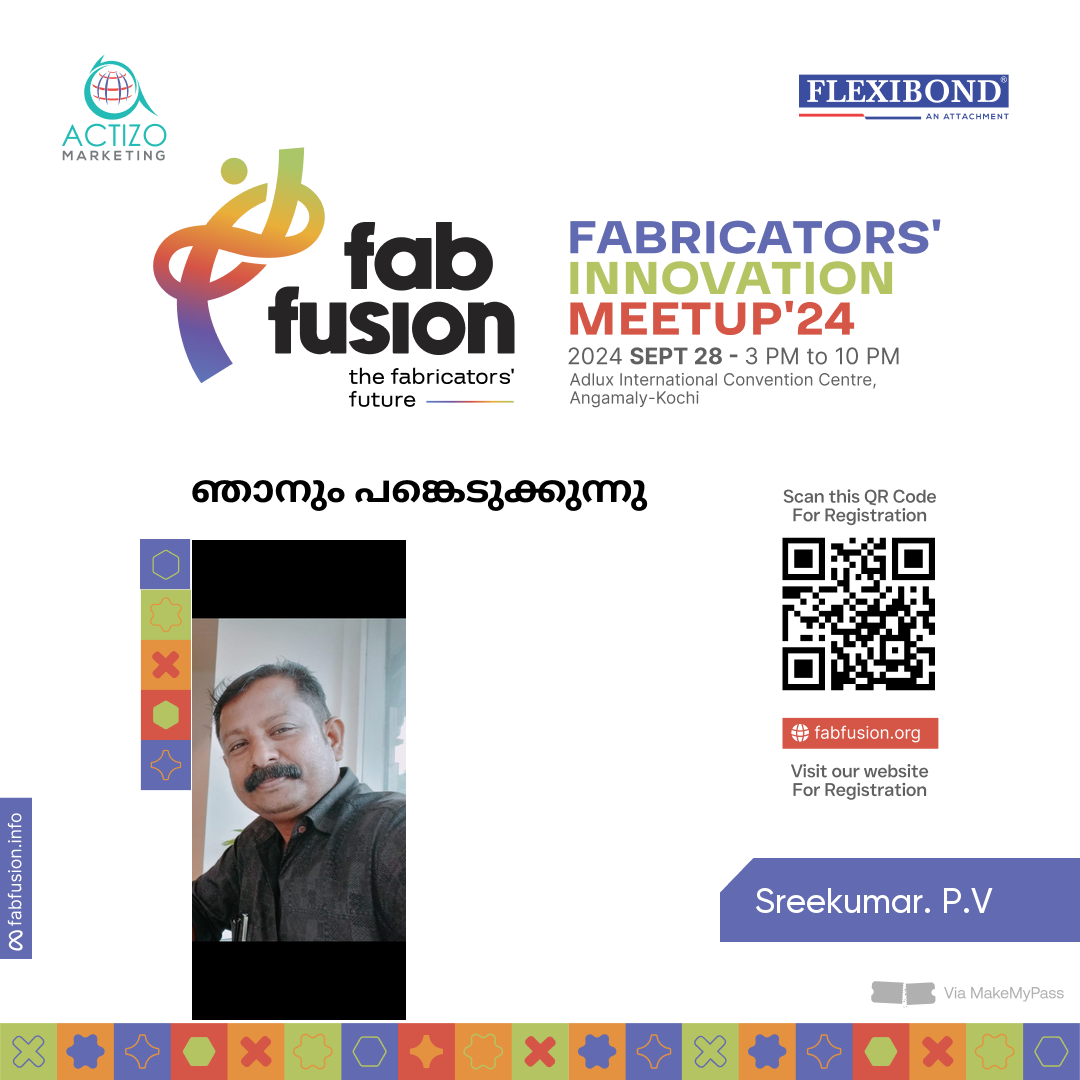 ACTIZO
MARKETING
FLEXIBOND®
AN ATTACHMENT
fab
fusion
the fabricators'
future
FABRICATORS'
INNOVATION
MEETUP'24
2024 SEPT 28 - 3 PM to 10 PM
Adlux International Convention Centre,
Angamaly-Kochi
ഞാനും പങ്കെടുക്കുന്നു
Scan this QR Code
For Registration
fabfusion.org
Visit our website
For Registration
fabfusion.info
Sreekumar. P.V
Via MakeMyPass